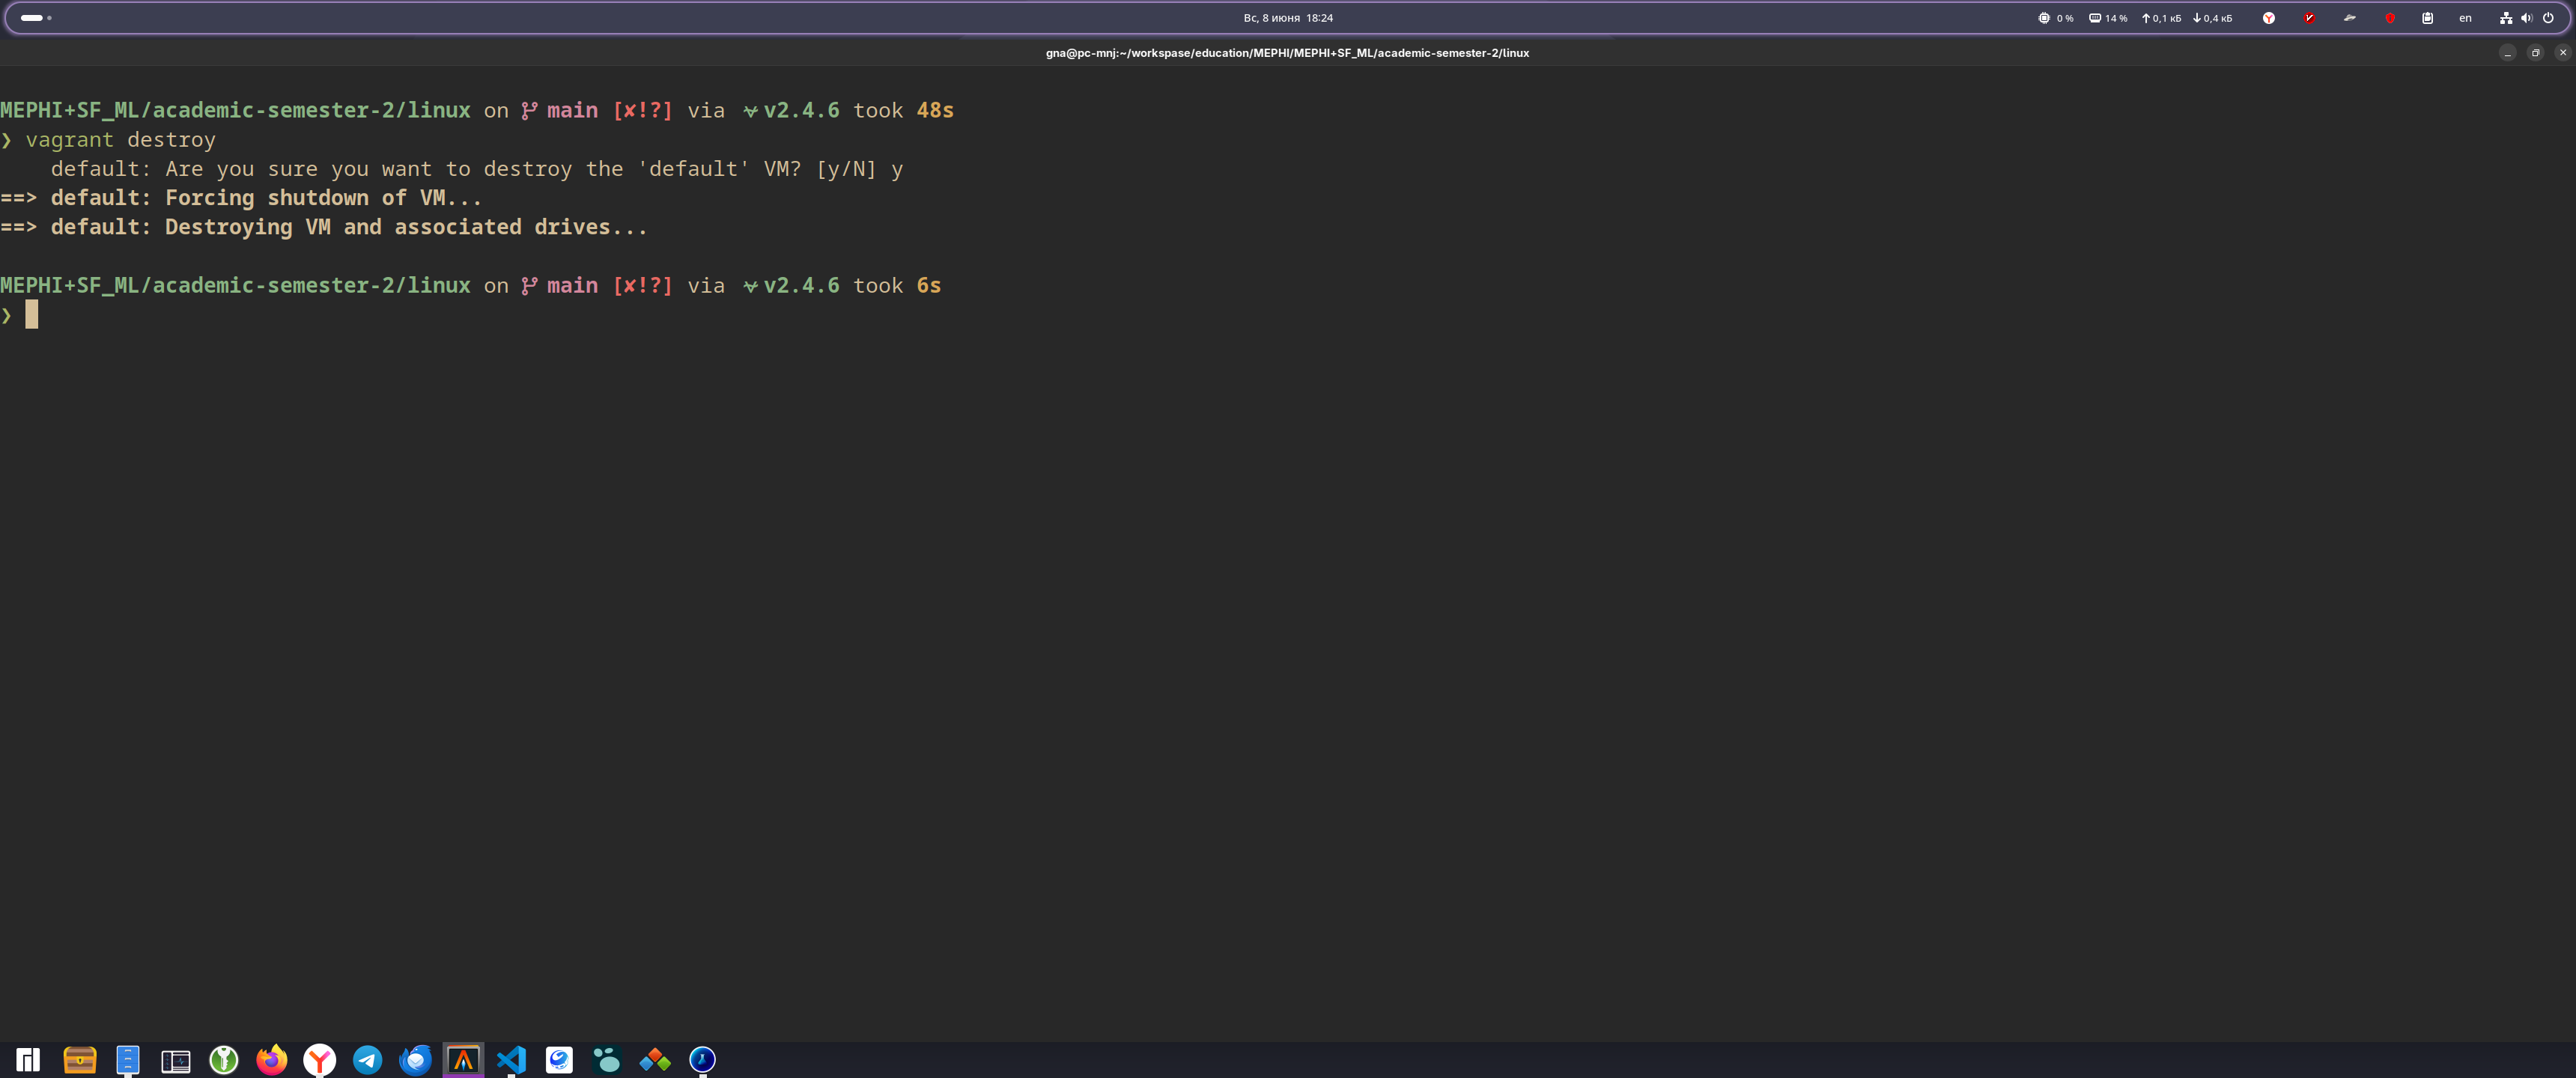 Вс, 8 июня 18:24
0 % 14 % 0,1 кБ 0,4 кБ en
gna@pc-mnj:~/workspase/education/MEPHI/MEPHI+SF_ML/academic-semester-2/linux
MEPHI+SF_ML/academic-semester-2/linux on main [✘!?] via v2.4.6 took 48s
❯ vagrant destroy
default: Are you sure you want to destroy the 'default' VM? [y/N] y
==> default: Forcing shutdown of VM...
==> default: Destroying VM and associated drives...
MEPHI+SF_ML/academic-semester-2/linux on main [✘!?] via v2.4.6 took 6s
❯